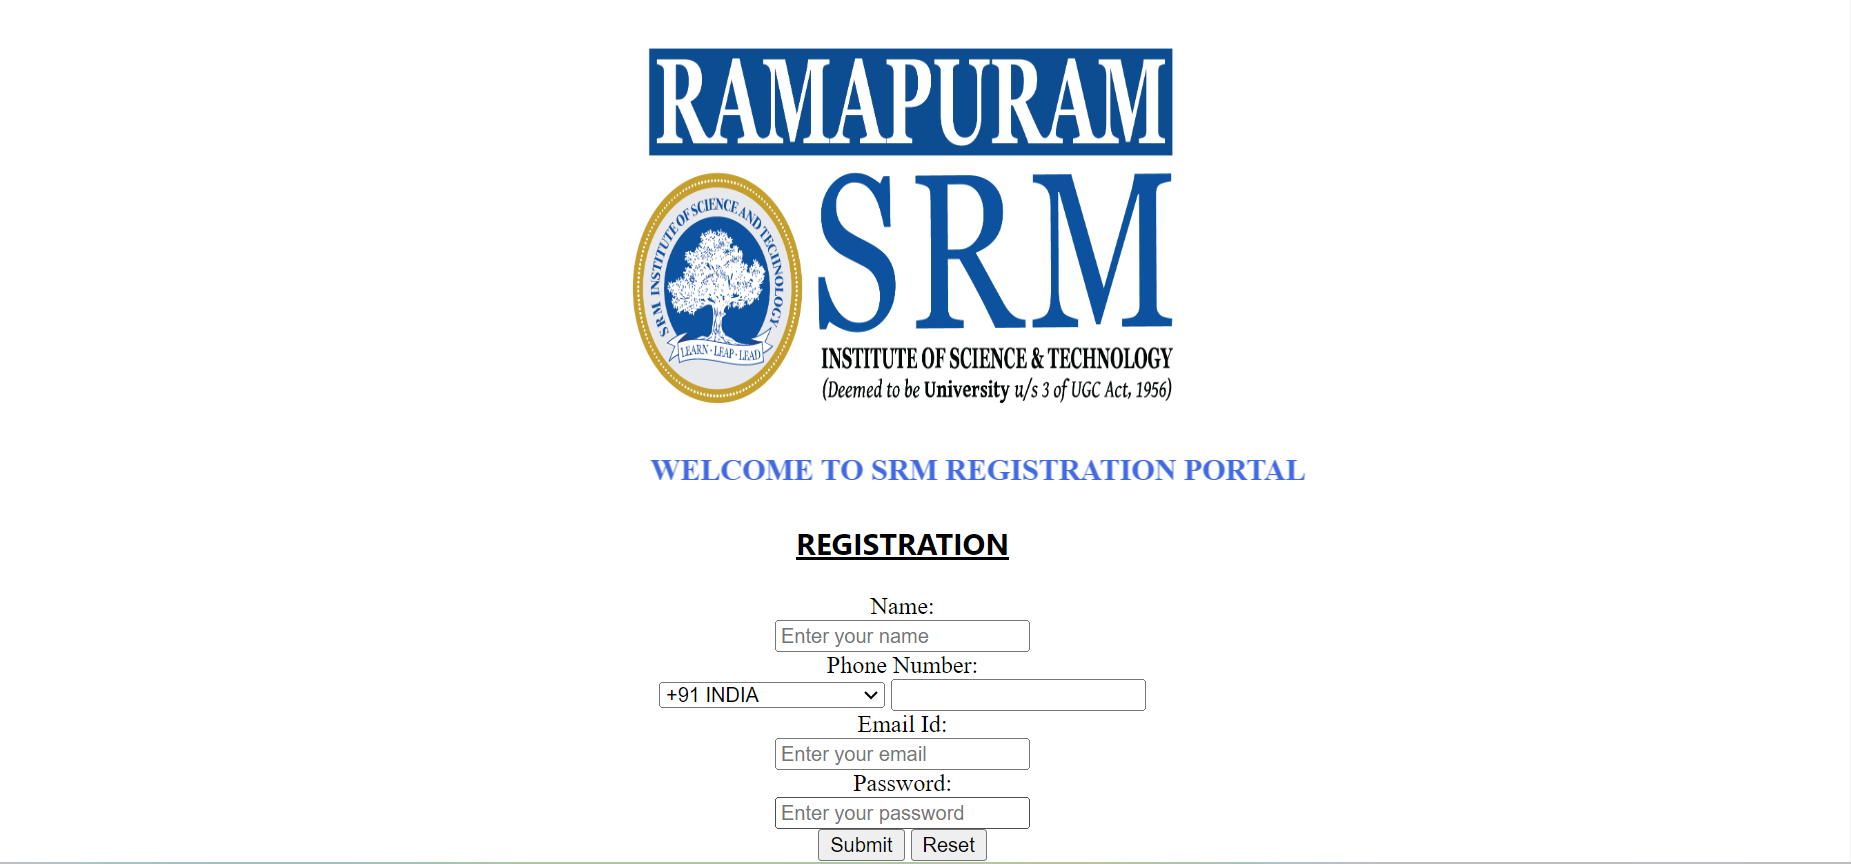 RAMAPURAM
SRM INSTITUTE OF SCIENCE AND TECHNOLOGY
LEARN · LEAP · LEAD
SRM
INSTITUTE OF SCIENCE & TECHNOLOGY
(Deemed to be University u/s 3 of UGC Act, 1956)
WELCOME TO SRM REGISTRATION PORTAL
REGISTRATION
Name:
Enter your name
Phone Number:
+91 INDIA
Email Id:
Enter your email
Password:
Enter your password
Submit Reset